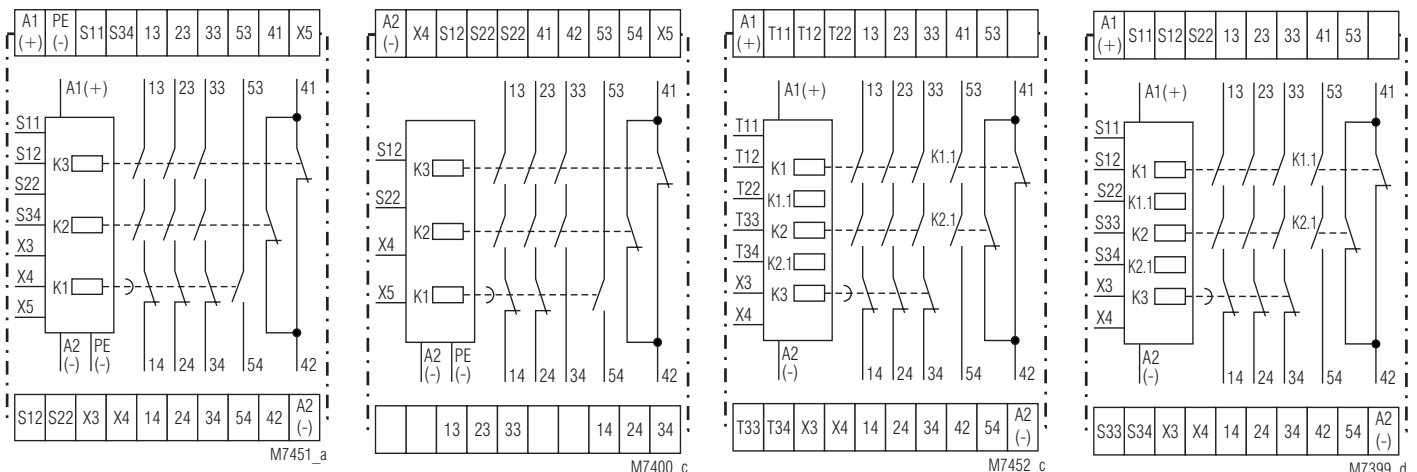 A1 (+) PE (-) S11 S34 13 23 33 53 41 X5
A1(+) 13 23 33 53 41
S11
S12 K3
S22
S34 K2
X3
X4 K1
X5
A2 (-) PE (-) 14 24 34 54 42
S12 S22 X3 X4 14 24 34 54 42 A2 (-)
M7451_a
A2 (-) X4 S12 S22 S22 41 42 53 54 X5
13 23 33 53 41
S12 K3
S22
K2
X4
X5 K1
A2 (-) PE (-) 14 24 34 54 42
13 23 33 14 24 34
M7400_c
A1 (+) T11 T12 T22 13 23 33 41 53
A1(+) 13 23 33 53 41
T11
T12 K1 K1.1
T22 K1.1
T33 K2 K2.1
T34 K2.1
X3 K3
X4
A2 (-) 14 24 34 54 42
T33 T34 X3 X4 14 24 34 42 54 A2 (-)
M7452_c
A1 (+) S11 S12 S22 13 23 33 41 53
A1(+) 13 23 33 53 41
S11
S12 K1 K1.1
S22 K1.1
S33 K2 K2.1
S34 K2.1
X3 K3
X4
A2 (-) 14 24 34 54 42
S33 S34 X3 X4 14 24 34 42 54 A2 (-)
M7399_d